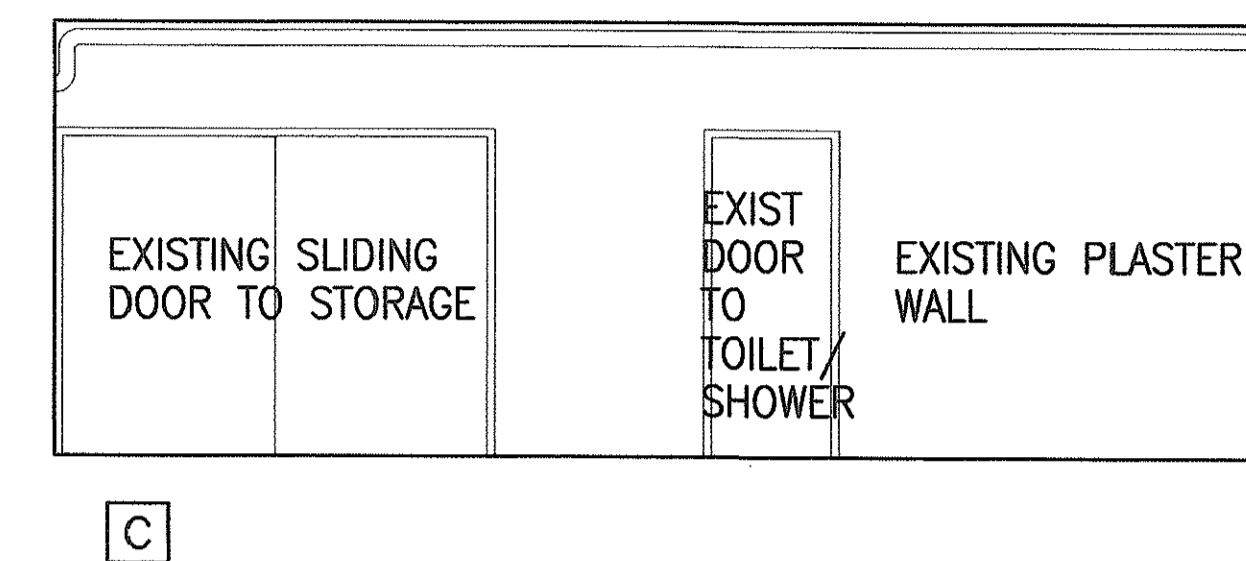 EXISTING SLIDING
DOOR TO STORAGE
EXIST
DOOR
TO
TOILET/
SHOWER
EXISTING PLASTER
WALL
C